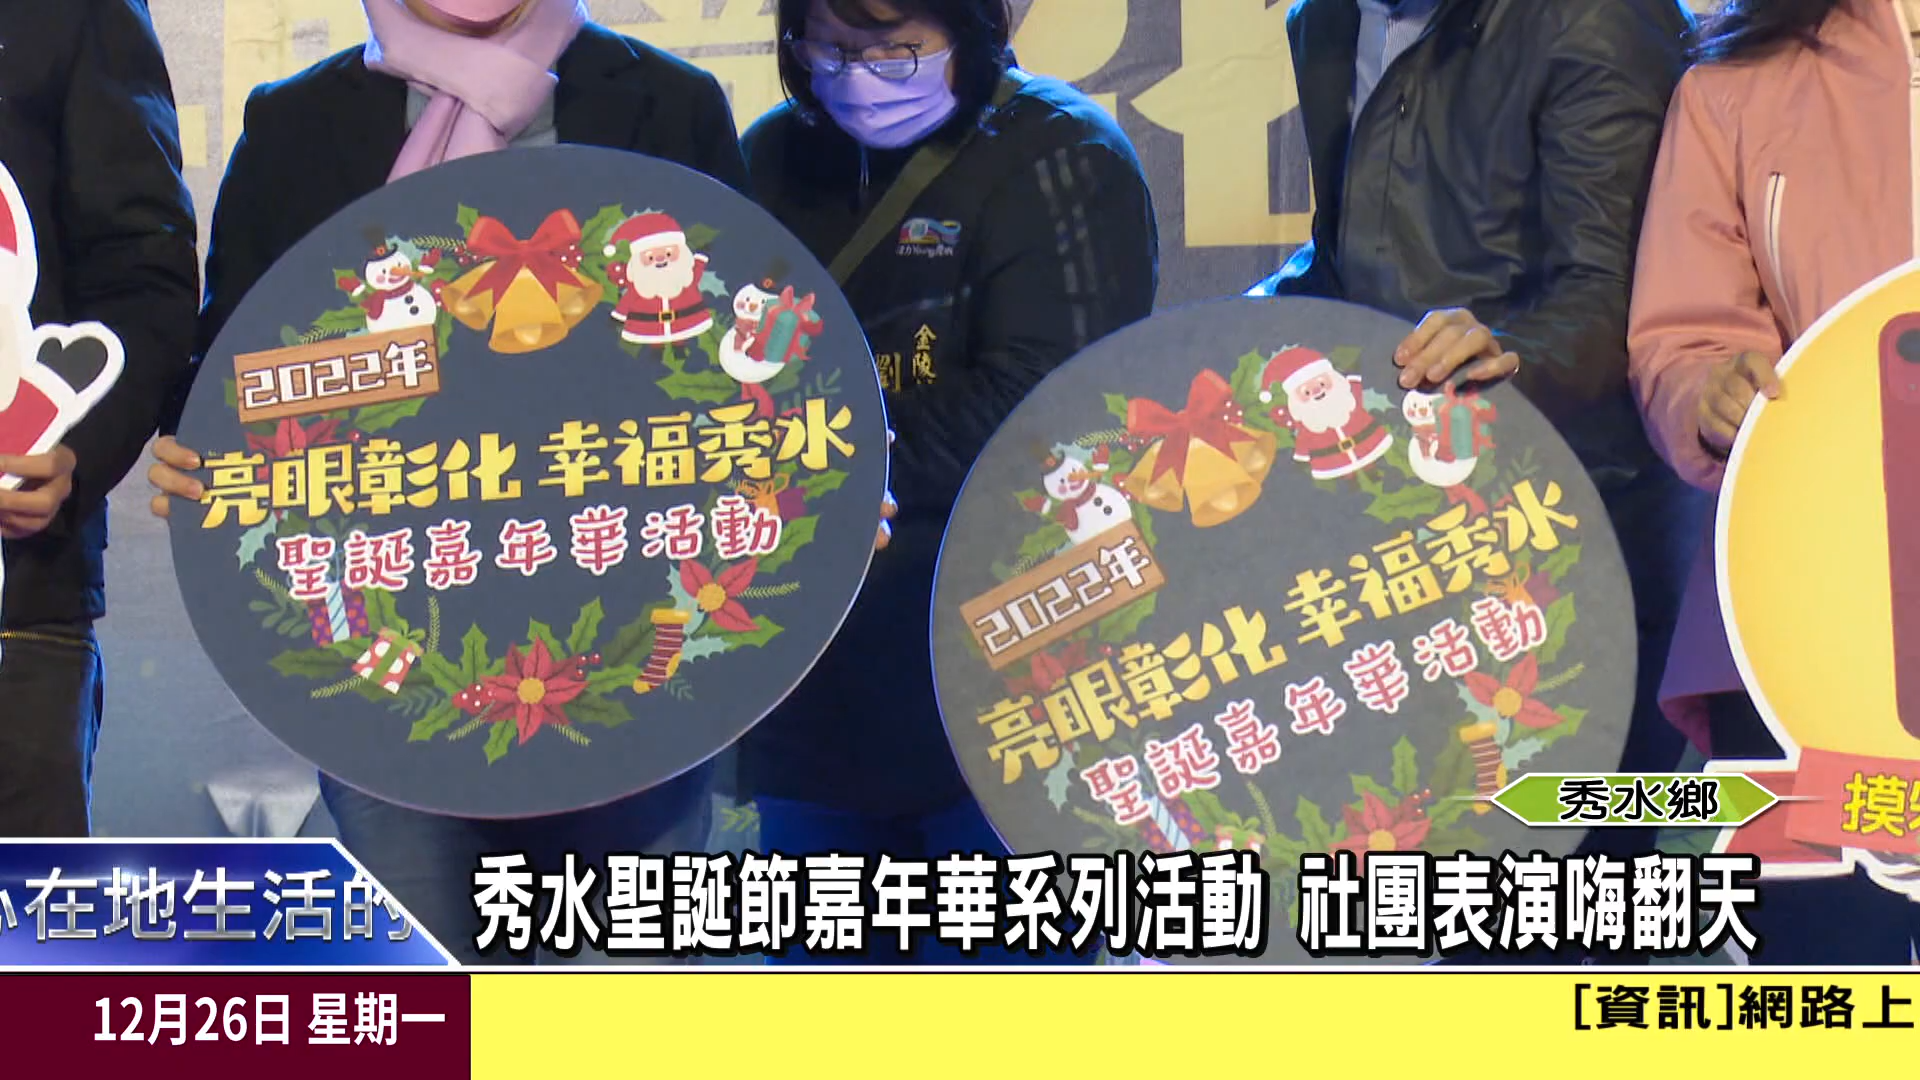 2022年
亮眼彰化 幸福秀水
聖誕嘉年華活動
金陵
劉
2022年
亮眼彰化 幸福秀水
聖誕嘉年華活動
摸
秀水鄉
在地生活的
秀水聖誕節嘉年華系列活動 社團表演嗨翻天
12月26日 星期一
[資訊]網路上